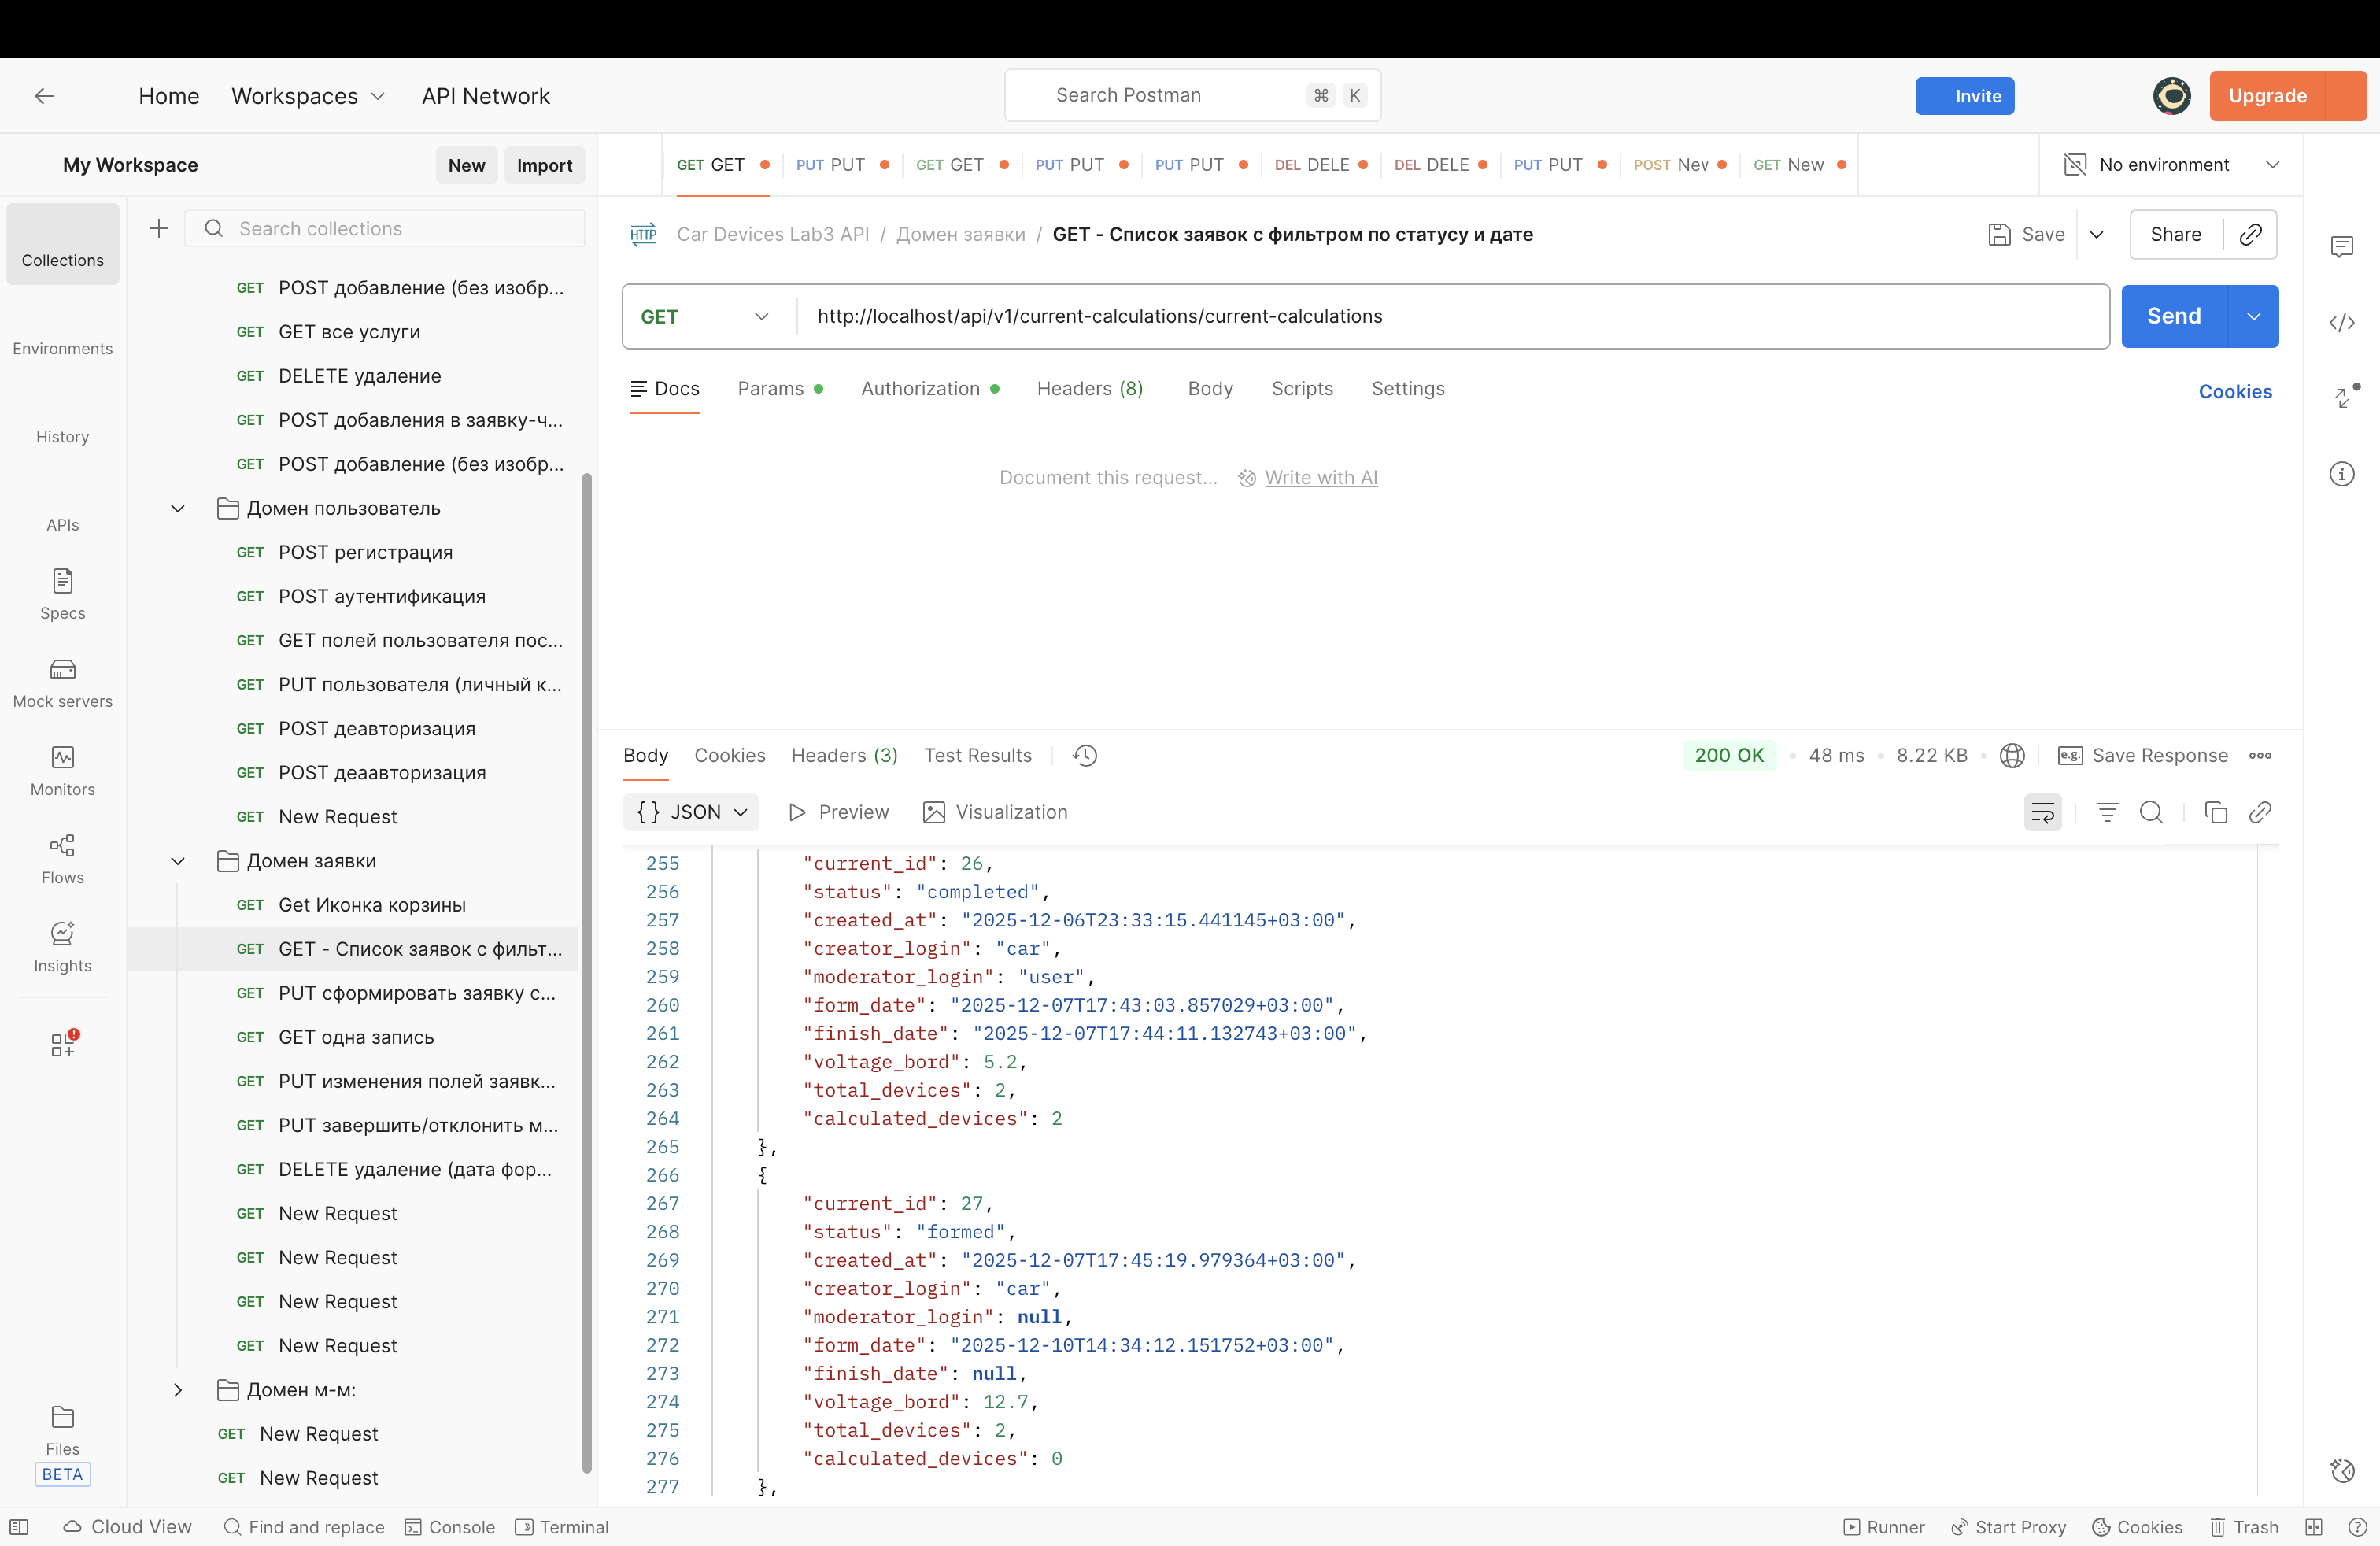 Home Workspaces API Network
Search Postman ⌘ K
Invite
Upgrade
My Workspace
New Import
GET GET
PUT PUT
GET GET
PUT PUT
PUT PUT
DEL DELE
DEL DELE
PUT PUT
POST New
GET New
No environment
Collections
Environments
History
APIs
Specs
Mock servers
Monitors
Flows
Insights
Files
BETA
Search collections
GET POST добавление (без изобр...
GET GET все услуги
GET DELETE удаление
GET POST добавления в заявку-ч...
GET POST добавление (без изобр...
Домен пользователь
GET POST регистрация
GET POST аутентификация
GET GET полей пользователя пос...
GET PUT пользователя (личный к...
GET POST деавторизация
GET POST деаавторизация
GET New Request
Домен заявки
GET Get Иконка корзины
GET GET - Список заявок с фильт...
GET PUT сформировать заявку с...
GET GET одна запись
GET PUT изменения полей заявк...
GET PUT завершить/отклонить м...
GET DELETE удаление (дата фор...
GET New Request
GET New Request
GET New Request
GET New Request
Домен м-м:
GET New Request
GET New Request
HTTP Car Devices Lab3 API / Домен заявки / GET - Список заявок с фильтром по статусу и дате
Save
Share
GET http://localhost/api/v1/current-calculations/current-calculations
Send
Docs Params Authorization Headers (8) Body Scripts Settings
Cookies
Document this request... Write with AI
Body Cookies Headers (3) Test Results
200 OK • 48 ms • 8.22 KB e.g. Save Response
{} JSON Preview Visualization
255 "current_id": 26,
256 "status": "completed",
257 "created_at": "2025-12-06T23:33:15.441145+03:00",
258 "creator_login": "car",
259 "moderator_login": "user",
260 "form_date": "2025-12-07T17:43:03.857029+03:00",
261 "finish_date": "2025-12-07T17:44:11.132743+03:00",
262 "voltage_bord": 5.2,
263 "total_devices": 2,
264 "calculated_devices": 2
265 },
266 {
267 "current_id": 27,
268 "status": "formed",
269 "created_at": "2025-12-07T17:45:19.979364+03:00",
270 "creator_login": "car",
271 "moderator_login": null,
272 "form_date": "2025-12-10T14:34:12.151752+03:00",
273 "finish_date": null,
274 "voltage_bord": 12.7,
275 "total_devices": 2,
276 "calculated_devices": 0
277 },
Cloud View Find and replace Console Terminal
Runner Start Proxy Cookies Trash